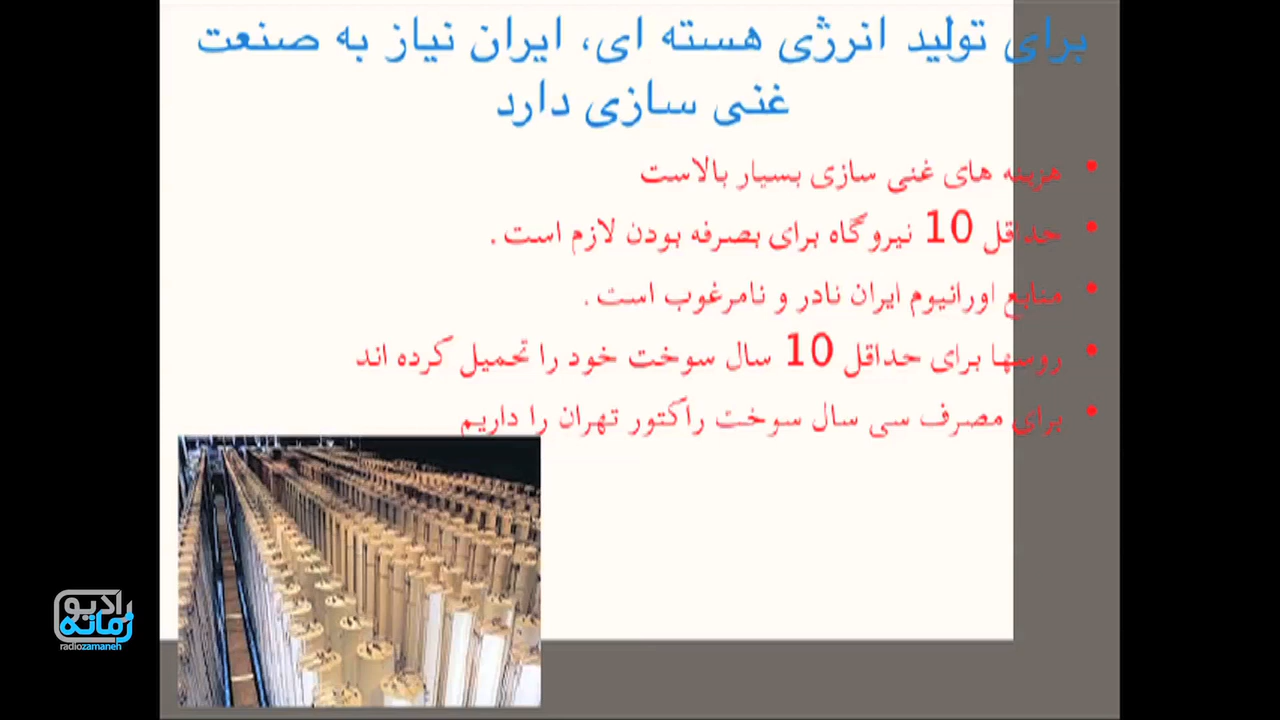 برای تولید انرژی هسته ای، ایران نیاز به صنعت
غنی سازی دارد
• هزینه های غنی سازی بسیار بالاست
• حداقل 10 نیروگاه برای بصرفه بودن لازم است.
• منابع اورانیوم ایران نادر و نامرغوب است.
• روسها برای حداقل 10 سال سوخت خود را تحمیل کرده اند
• برای مصرف سی سال سوخت راکتور تهران را داریم
رادیو
زمانه
radiozamaneh